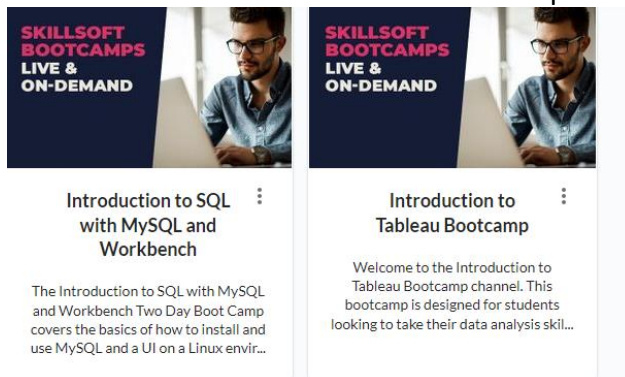 SKILLSOFT
BOOTCAMPS
LIVE &
ON-DEMAND
Introduction to SQL
with MySQL and
Workbench
The Introduction to SQL with MySQL
and Workbench Two Day Boot Camp
covers the basics of how to install and
use MySQL and a UI on a Linux envir...
SKILLSOFT
BOOTCAMPS
LIVE &
ON-DEMAND
Introduction to
Tableau Bootcamp
Welcome to the Introduction to
Tableau Bootcamp channel. This
bootcamp is designed for students
looking to take their data analysis skil...